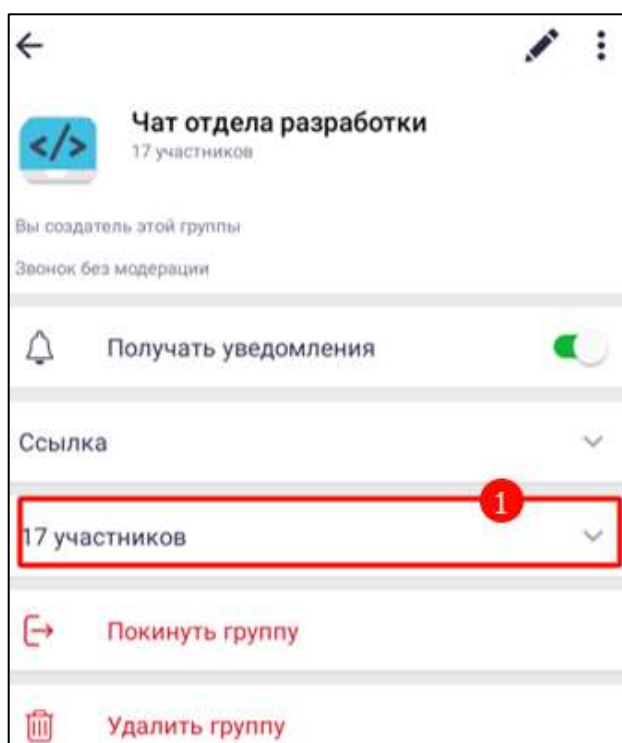 Чат отдела разработки
</>
17 участников
Вы создатель этой группы
Звонок без модерации
Получать уведомления
Ссылка
1
17 участников
Покинуть группу
Удалить группу